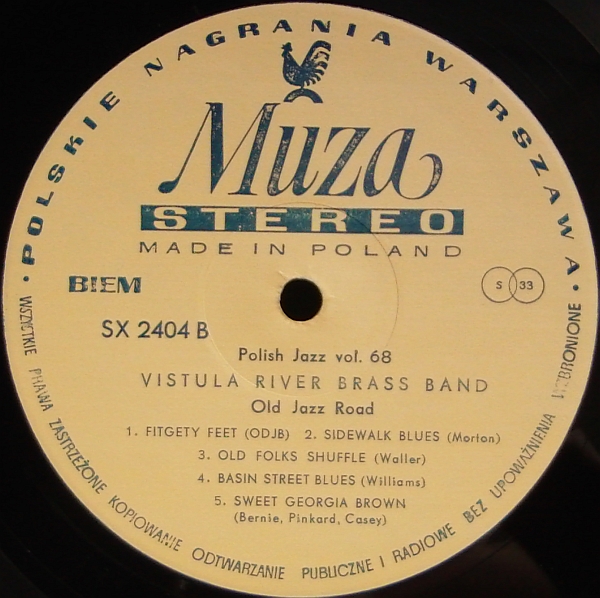 • POLSKIE NAGRANIA WARSZAWA •
Muza
STEREO
MADE IN POLAND
BIEM
S 33
SX 2404 B
Polish Jazz vol. 68
VISTULA RIVER BRASS BAND
Old Jazz Road
1. FITGETY FEET (ODJB) 2. SIDEWALK BLUES (Morton)
3. OLD FOLKS SHUFFLE (Waller)
4. BASIN STREET BLUES (Williams)
5. SWEET GEORGIA BROWN
(Bernie, Pinkard, Casey)
WSZYSTKIE PRAWA ZASTRZEŻONE KOPIOWANIE ODTWARZANIE PUBLICZNE I RADIOWE BEZ UPOWAŻNIENIA WZBRONIONE